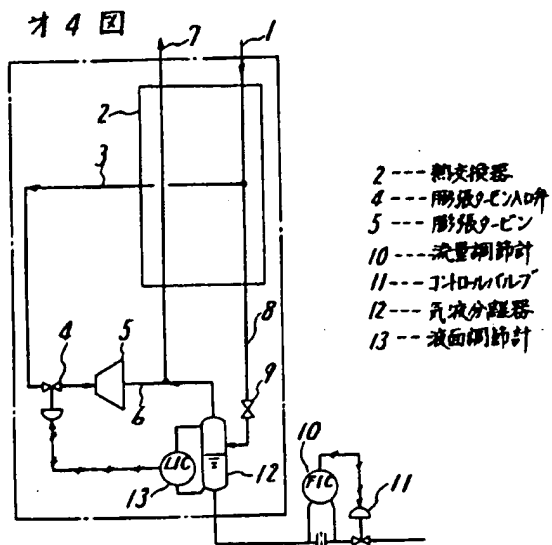 才4図
7
1
2
3
2---熱交換器
4---膨張タービン入口弁
5---膨張タービン
10---流量調節計
11---コントロールバルブ
12---気液分離器
13---液面調節計
8
4
5
9
6
10
LIC
FIC
11
13
12